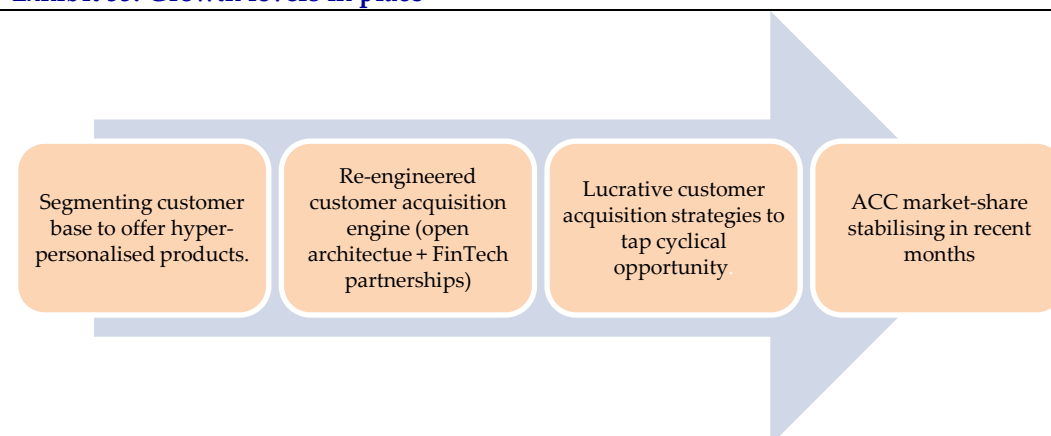 Segmenting customer
base to offer hyper-
personalised products.
Re-engineered
customer acquisition
engine (open
architectue + FinTech
partnerships)
Lucrative customer
acquisition strategies to
tap cyclical
opportunity.
ACC market-share
stabilising in recent
months